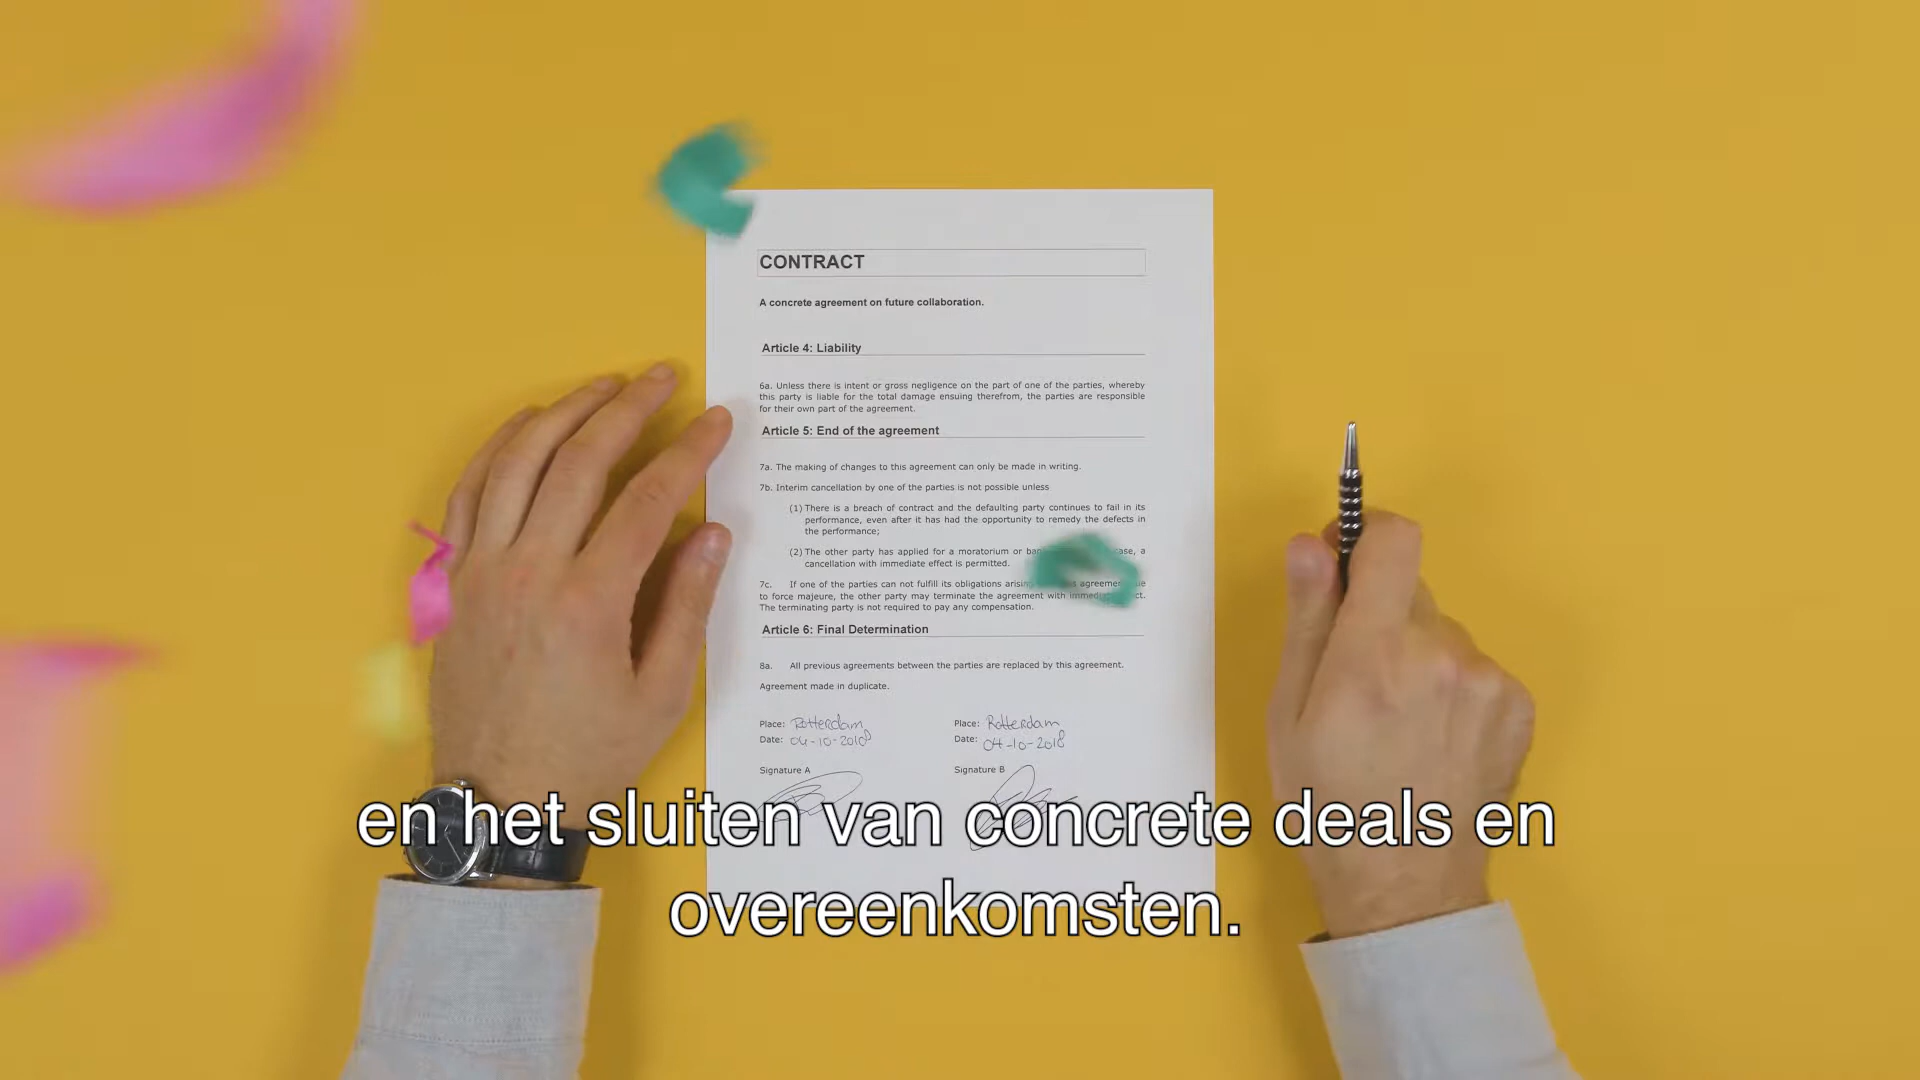 CONTRACT
A concrete agreement on future collaboration.
Article 4: Liability
6a. Unless there is intent or gross negligence on the part of one of the parties, whereby
this party is liable for the total damage ensuing therefrom, the parties are responsible
for their own part of the agreement.
Article 5: End of the agreement
7a. The making of changes to this agreement can only be made in writing.
7b. Interim cancellation by one of the parties is not possible unless
(1) There is a breach of contract and the defaulting party continues to fail in its
performance, even after it has had the opportunity to remedy the defects in
the performance;
(2) The other party has applied for a moratorium or case, a
cancellation with immediate effect is permitted.
7c. If one of the parties can not fulfill its obligations arising
to force majeure, the other party may terminate the agreement with
The terminating party is not required to pay any compensation.
Article 6: Final Determination
8a. All previous agreements between the parties are replaced by this agreement.
Agreement made in duplicate.
Place: Rotterdam Place: Rotterdam
Date: 04-10-2018 Date: 04-10-2018
Signature A Signature B
en het sluiten van concrete deals en
overeenkomsten.